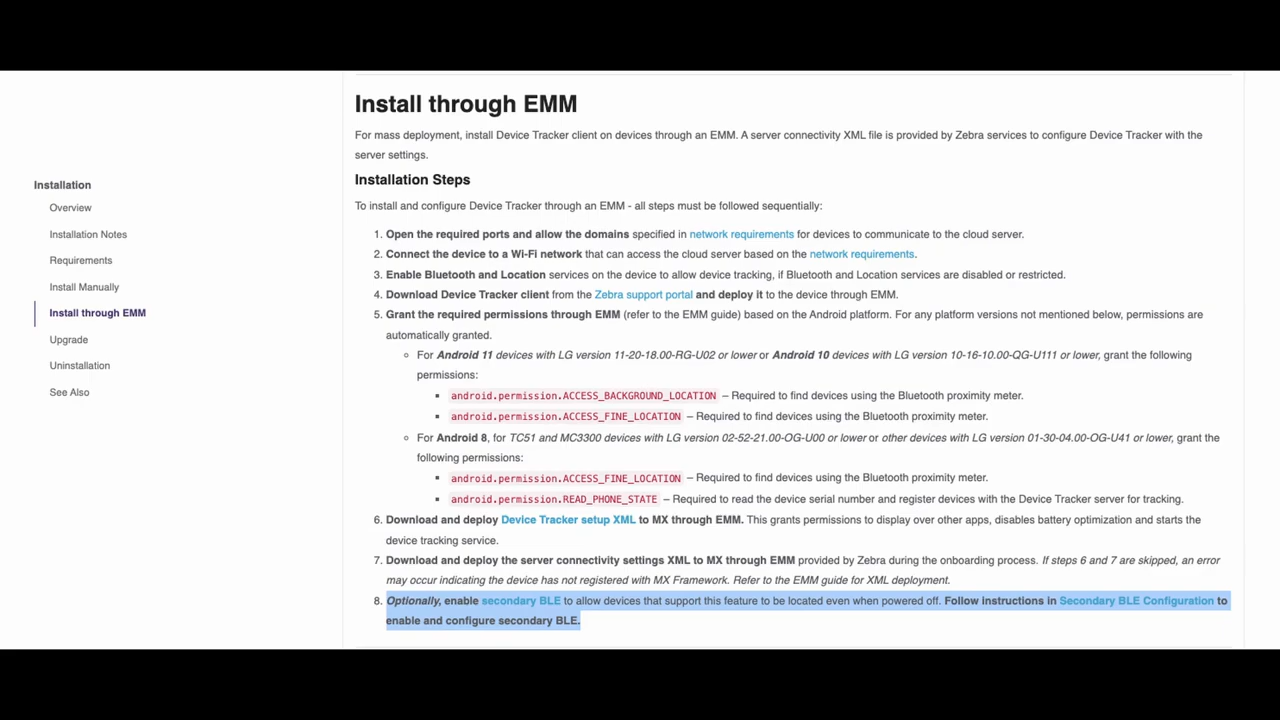 Install through EMM
For mass deployment, install Device Tracker client on devices through an EMM. A server connectivity XML file is provided by Zebra services to configure Device Tracker with the
server settings.
Installation Steps
To install and configure Device Tracker through an EMM - all steps must be followed sequentially:
1. Open the required ports and allow the domains specified in network requirements for devices to communicate to the cloud server.
2. Connect the device to a Wi-Fi network that can access the cloud server based on the network requirements.
3. Enable Bluetooth and Location services on the device to allow device tracking, if Bluetooth and Location services are disabled or restricted.
4. Download Device Tracker client from the Zebra support portal and deploy it to the device through EMM.
5. Grant the required permissions through EMM (refer to the EMM guide) based on the Android platform. For any platform versions not mentioned below, permissions are
automatically granted.
For Android 11 devices with LG version 11-20-18.00-RG-U02 or lower or Android 10 devices with LG version 10-16-10.00-QG-U111 or lower, grant the following
permissions:
android.permission.ACCESS_BACKGROUND_LOCATION – Required to find devices using the Bluetooth proximity meter.
android.permission.ACCESS_FINE_LOCATION – Required to find devices using the Bluetooth proximity meter.
For Android 8, for TC51 and MC3300 devices with LG version 02-52-21.00-OG-U00 or lower or other devices with LG version 01-30-04.00-OG-U41 or lower, grant the
following permissions:
android.permission.ACCESS_FINE_LOCATION – Required to find devices using the Bluetooth proximity meter.
android.permission.READ_PHONE_STATE – Required to read the device serial number and register devices with the Device Tracker server for tracking.
6. Download and deploy Device Tracker setup XML to MX through EMM. This grants permissions to display over other apps, disables battery optimization and starts the
device tracking service.
7. Download and deploy the server connectivity settings XML to MX through EMM provided by Zebra during the onboarding process. If steps 6 and 7 are skipped, an error
may occur indicating the device has not registered with MX Framework. Refer to the EMM guide for XML deployment.
8. Optionally, enable secondary BLE to allow devices that support this feature to be located even when powered off. Follow instructions in Secondary BLE Configuration to
enable and configure secondary BLE.
Installation
Overview
Installation Notes
Requirements
Install Manually
Install through EMM
Upgrade
Uninstallation
See Also